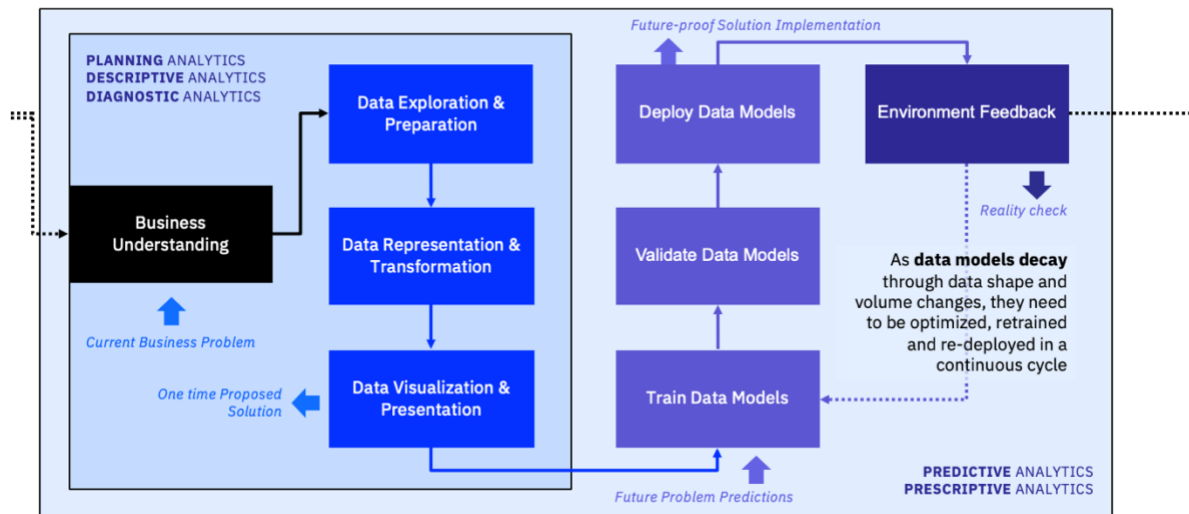 PLANNING ANALYTICS
DESCRIPTIVE ANALYTICS
DIAGNOSTIC ANALYTICS
Business
Understanding
Current Business Problem
Data Exploration &
Preparation
Data Representation &
Transformation
Data Visualization &
Presentation
One time Proposed
Solution
Future-proof Solution Implementation
Deploy Data Models
Validate Data Models
Train Data Models
Future Problem Predictions
Environment Feedback
Reality check
As data models decay
through data shape and
volume changes, they need
to be optimized, retrained
and re-deployed in a
continuous cycle
PREDICTIVE ANALYTICS
PRESCRIPTIVE ANALYTICS